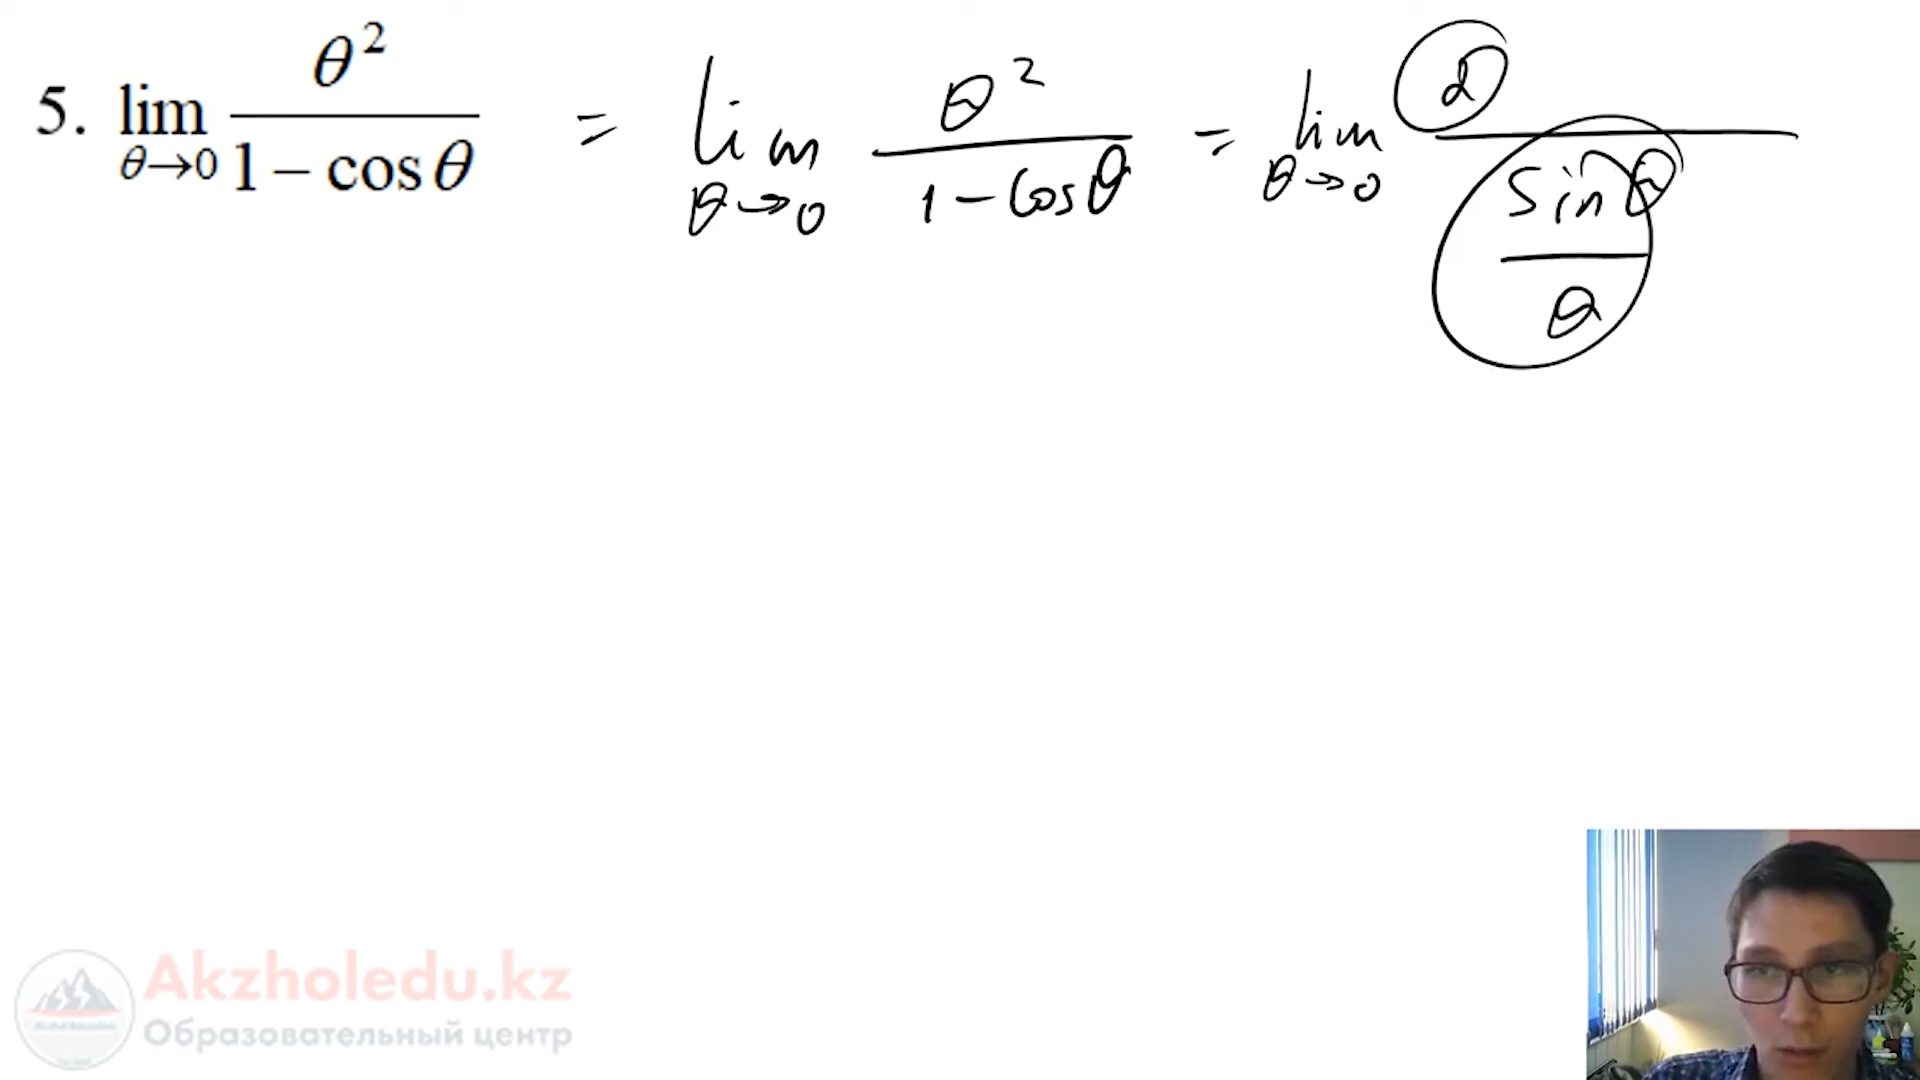 5. lim θ→0 θ² / (1 – cos θ) = lim θ→0 θ² / (1 – cos θ) = lim θ→0 2 / (sin θ / θ)
Akzholedu.kz
Образовательный центр